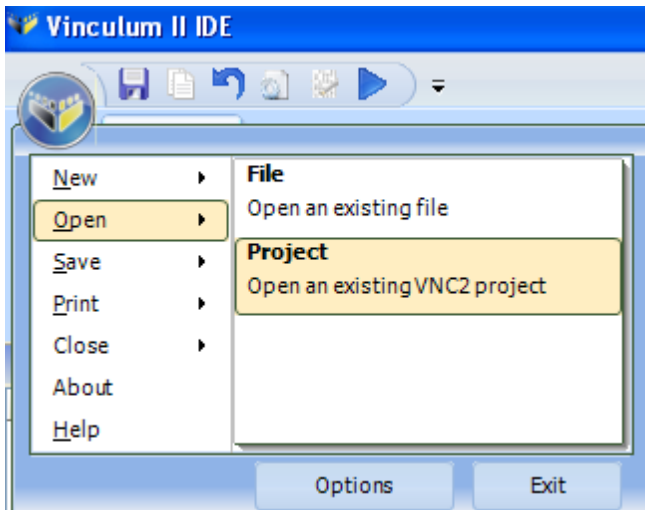 Vinculum II IDE
New
Open
Save
Print
Close
About
Help
File
Open an existing file
Project
Open an existing VNC2 project
Options
Exit